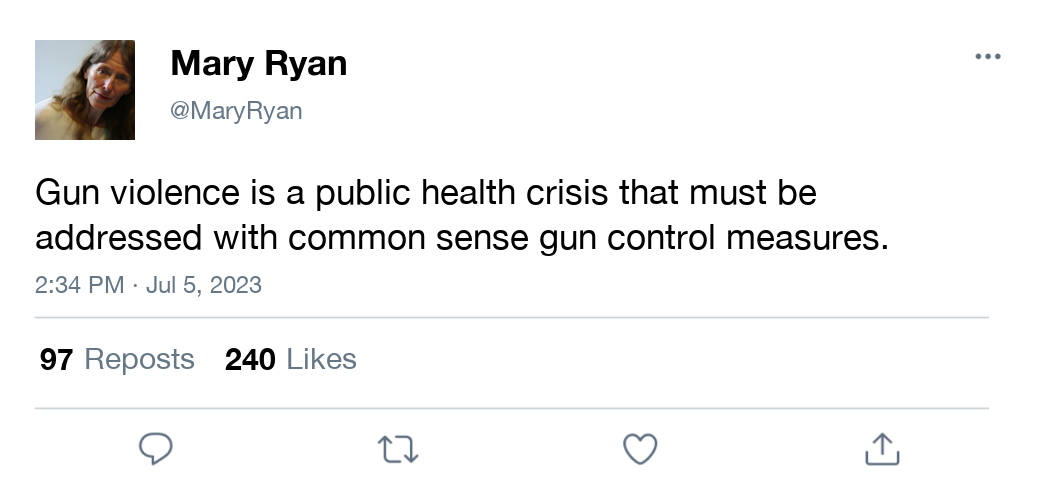 Mary Ryan
@MaryRyan
Gun violence is a public health crisis that must be
addressed with common sense gun control measures.
2:34 PM · Jul 5, 2023
97 Reposts 240 Likes